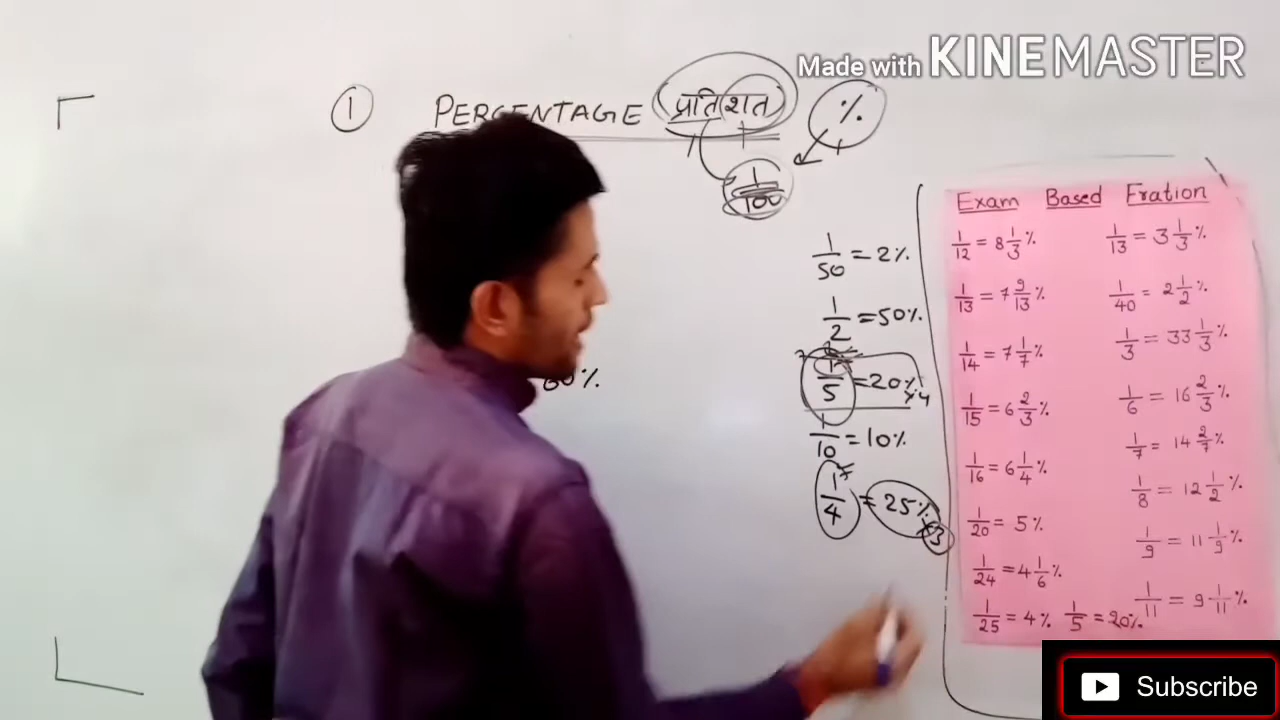 Made with KINEMASTER
① PERCENTAGE (प्रतिशत) %
1/100
1/50 = 2%
1/2 = 50%
1/5 = 20%
×4
1/10 = 10%
1/4 = 25%
×3
60%
Exam Based Fration
1/12 = 8 1/3% 1/13 = 3 1/3%
1/13 = 7 9/13% 1/40 = 2 1/2%
1/14 = 7 1/7% 1/3 = 33 1/3%
1/15 = 6 2/3% 1/6 = 16 2/3%
1/16 = 6 1/4% 1/7 = 14 2/7%
1/20 = 5% 1/8 = 12 1/2%
1/24 = 4 1/6% 1/9 = 11 1/9%
1/25 = 4% 1/5 = 20% 1/11 = 9 1/11%
Subscribe